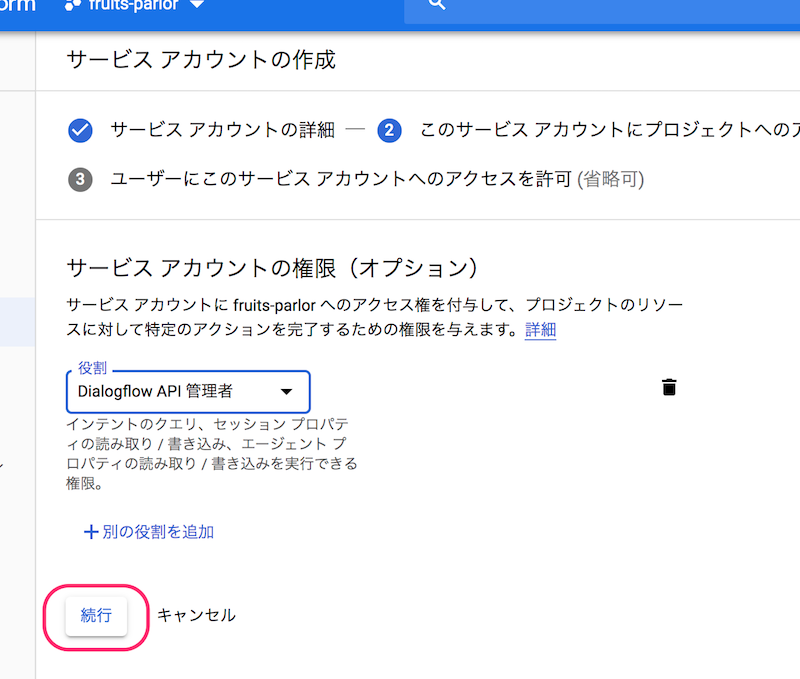 orm fruits-parlor
サービス アカウントの作成
サービス アカウントの詳細 — 2 このサービス アカウントにプロジェクトへのア
3 ユーザーにこのサービス アカウントへのアクセスを許可 (省略可)
サービス アカウントの権限（オプション）
サービス アカウントに fruits-parlor へのアクセス権を付与して、プロジェクトのリソー
スに対して特定のアクションを完了するための権限を与えます。詳細
役割
Dialogflow API 管理者
インテントのクエリ、セッション プロパテ
ィの読み取り / 書き込み、エージェント プ
ロパティの読み取り / 書き込みを実行できる
権限。
+別の役割を追加
続行 キャンセル